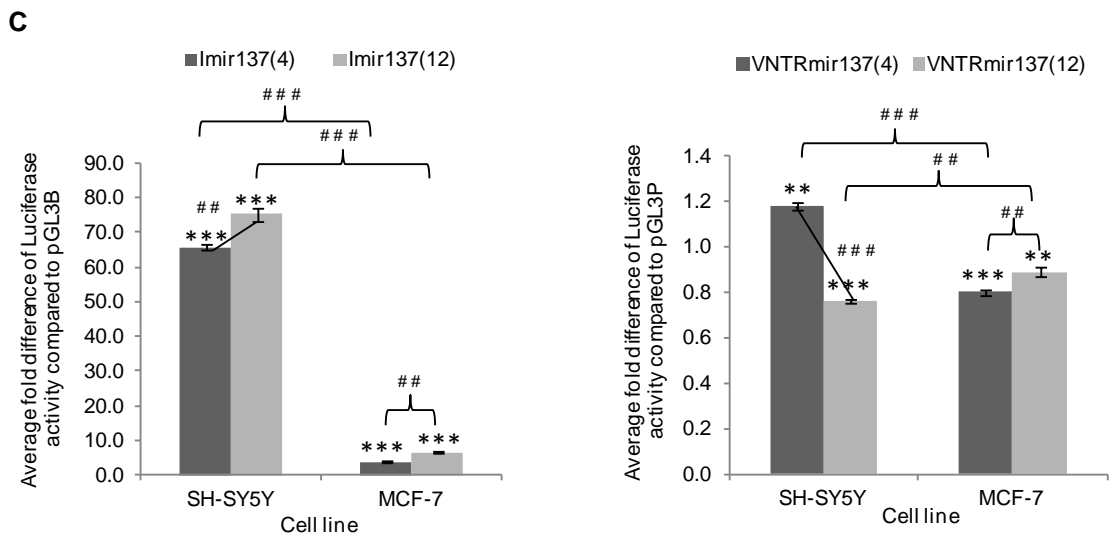 C
Imir137(4) Imir137(12)
# # #
# # #
Average fold difference of Luciferase
activity compared to pGL3B
90.0
80.0
70.0
60.0
50.0
40.0
30.0
20.0
10.0
0.0
# #
***
***
# #
***
***
SH-SY5Y MCF-7
Cell line
VNTRmir137(4) VNTRmir137(12)
# # #
# #
Average fold difference of Luciferase
activity compared to pGL3P
1.4
1.2
1.0
0.8
0.6
0.4
0.2
0.0
**
# # #
***
# #
***
**
SH-SY5Y MCF-7
Cell line